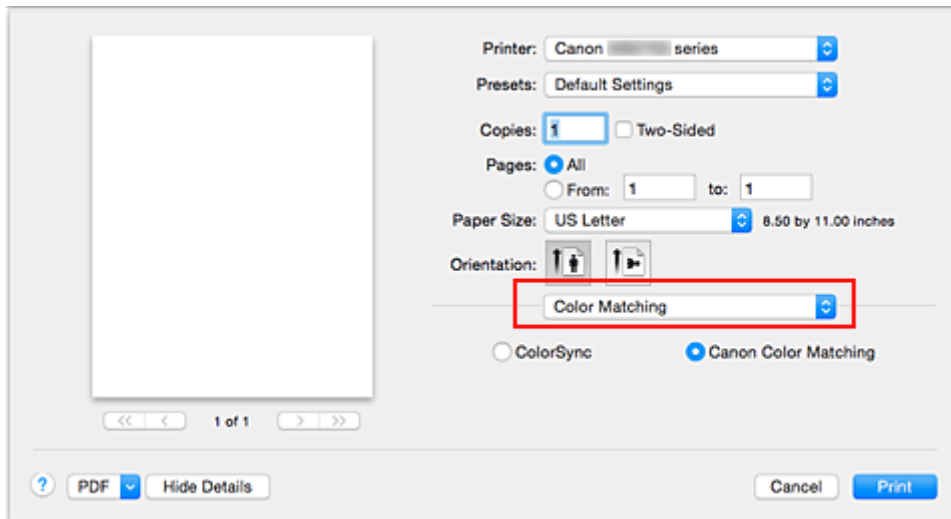 Printer: Canon series
Presets: Default Settings
Copies: 1 Two-Sided
Pages: All
From: 1 to: 1
Paper Size: US Letter 8.50 by 11.00 inches
Orientation:
Color Matching
ColorSync Canon Color Matching
<< < 1 of 1 > >>
? PDF Hide Details Cancel Print